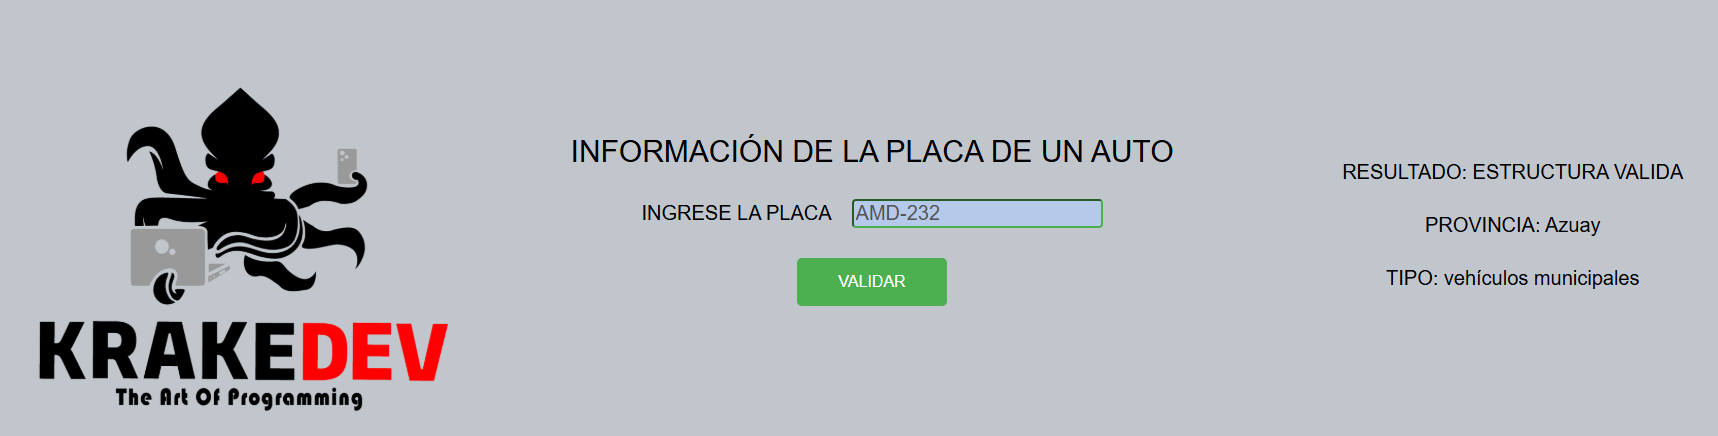 KRAKEDEV
The Art Of Programming
INFORMACIÓN DE LA PLACA DE UN AUTO
INGRESE LA PLACA AMD-232
VALIDAR
RESULTADO: ESTRUCTURA VALIDA
PROVINCIA: Azuay
TIPO: vehículos municipales